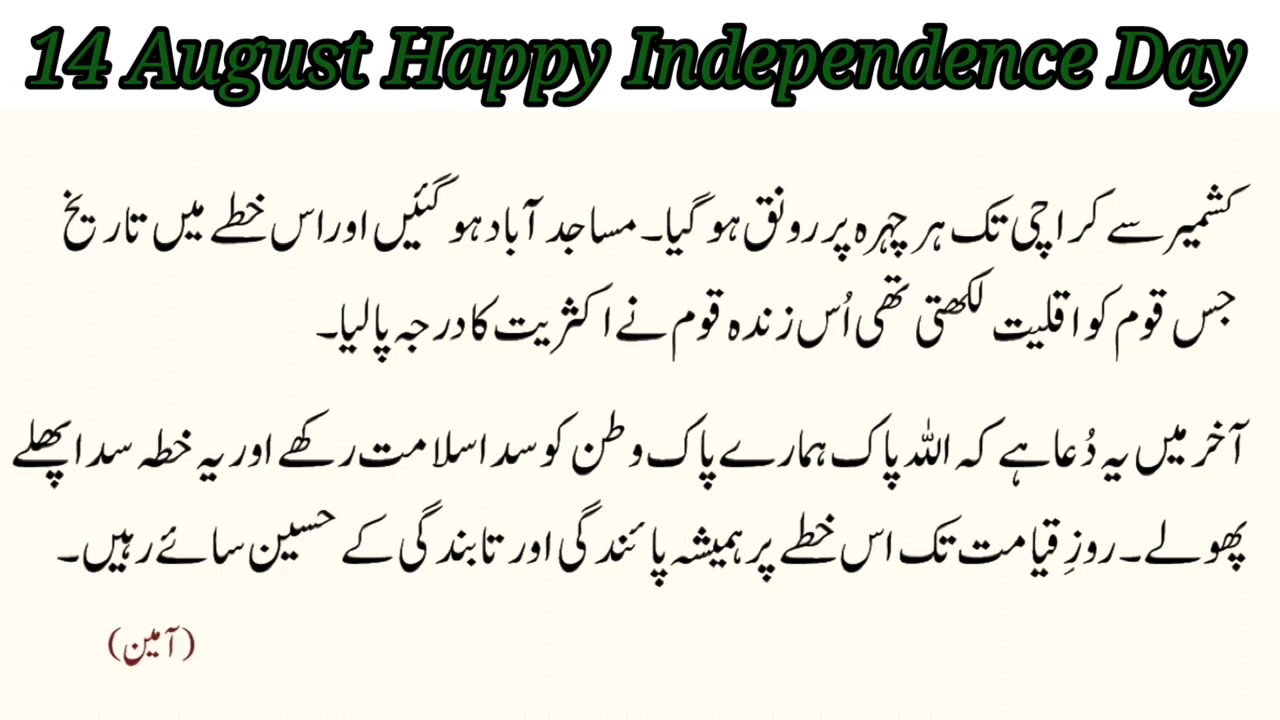 14 August Happy Independence Day
کشمیر سے کراچی تک ہر چہرہ پر رونق ہو گیا۔ مساجد آباد ہو گئیں اور اس خطے میں تاریخ
جس قوم کو اقلیت لکھتی تھی اُس زندہ قوم نے اکثریت کا درجہ پا لیا۔
آخر میں یہ دُعا ہے کہ اللہ پاک ہمارے پاک وطن کو سدا سلامت رکھے اور یہ خطہ سدا پھلے
پھولے۔ روزِ قیامت تک اس خطے پر ہمیشہ پائندگی اور تابندگی کے حسین سائے رہیں۔
(آمین)